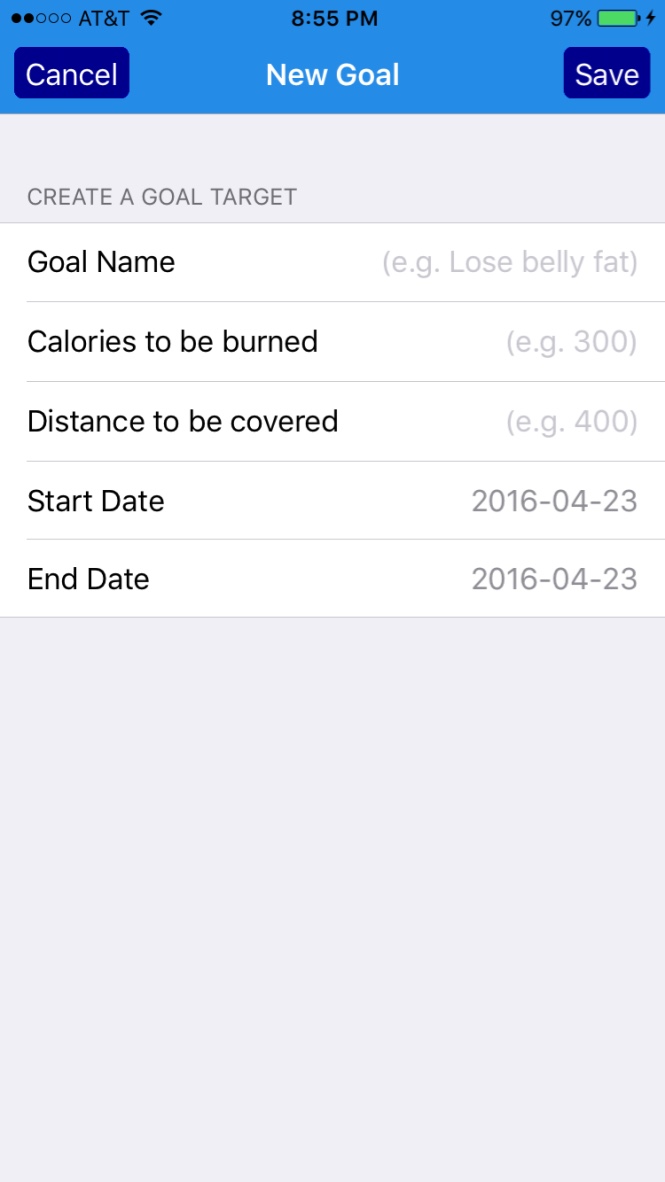 AT&T 8:55 PM 97%
Cancel New Goal Save
CREATE A GOAL TARGET
Goal Name (e.g. Lose belly fat)
Calories to be burned (e.g. 300)
Distance to be covered (e.g. 400)
Start Date 2016-04-23
End Date 2016-04-23